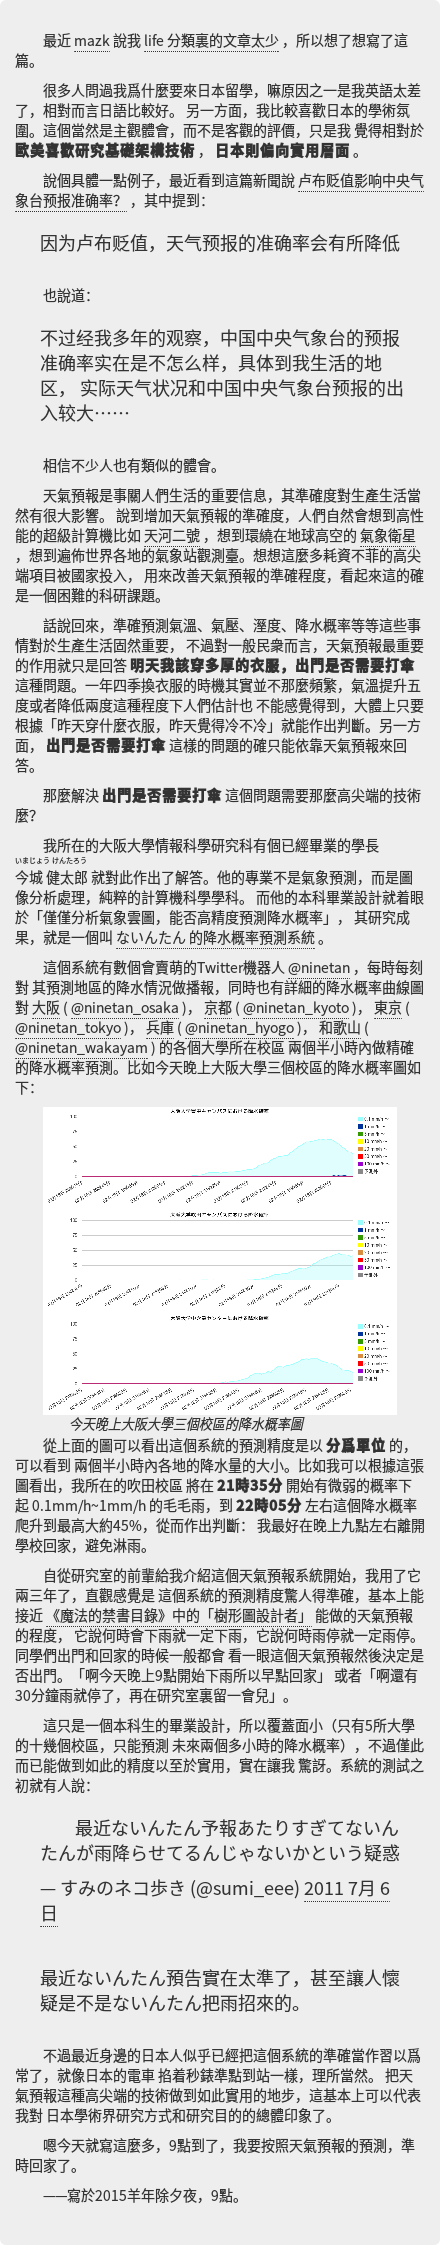 最近 mazk 說我 life 分類裏的文章太少 ，所以想了想寫了這
篇。
很多人問過我爲什麼要來日本留學，嘛原因之一是我英語太差
了，相對而言日語比較好。 另一方面，我比較喜歡日本的學術氛
圍。這個當然是主觀體會，而不是客觀的評價，只是我 覺得相對於
歐美喜歡研究基礎架構技術 ， 日本則偏向實用層面 。
說個具體一點例子，最近看到這篇新聞說 卢布贬值影响中央气
象台预报准确率？ ，其中提到：
因为卢布贬值，天气预报的准确率会有所降低
也說道：
不过经我多年的观察，中国中央气象台的预报
准确率实在是不怎么样，具体到我生活的地
区， 实际天气状况和中国中央气象台预报的出
入较大……
相信不少人也有類似的體會。
天氣預報是事關人們生活的重要信息，其準確度對生產生活當
然有很大影響。 說到增加天氣預報的準確度，人們自然會想到高性
能的超級計算機比如 天河二號 ，想到環繞在地球高空的 氣象衛星
，想到遍佈世界各地的氣象站觀測臺。想想這麼多耗資不菲的高尖
端項目被國家投入， 用來改善天氣預報的準確程度，看起來這的確
是一個困難的科研課題。
話說回來，準確預測氣溫、氣壓、溼度、降水概率等等這些事
情對於生產生活固然重要， 不過對一般民衆而言，天氣預報最重要
的作用就只是回答 明天我該穿多厚的衣服，出門是否需要打傘
這種問題。一年四季換衣服的時機其實並不那麼頻繁，氣溫提升五
度或者降低兩度這種程度下人們估計也 不能感覺得到，大體上只要
根據「昨天穿什麼衣服，昨天覺得冷不冷」就能作出判斷。另一方
面， 出門是否需要打傘 這樣的問題的確只能依靠天氣預報來回
答。
那麼解決 出門是否需要打傘 這個問題需要那麼高尖端的技術
麼？
我所在的大阪大學情報科學研究科有個已經畢業的學長
いまじょう けんたろう
今城 健太郎 就對此作出了解答。他的專業不是氣象預測，而是圖
像分析處理，純粹的計算機科學學科。 而他的本科畢業設計就着眼
於「僅僅分析氣象雲圖，能否高精度預測降水概率」， 其研究成
果，就是一個叫 ないんたん 的降水概率預測系統 。
這個系統有數個會賣萌的Twitter機器人 @ninetan ，每時每刻
對 其預測地區的降水情況做播報，同時也有詳細的降水概率曲線圖
對 大阪 ( @ninetan_osaka )， 京都 ( @ninetan_kyoto )， 東京 (
@ninetan_tokyo )， 兵庫 ( @ninetan_hyogo )， 和歌山 (
@ninetan_wakayam ) 的各個大學所在校區 兩個半小時內做精確
的降水概率預測。比如今天晚上大阪大學三個校區的降水概率圖如
下：
今天晚上大阪大學三個校區的降水概率圖
從上面的圖可以看出這個系統的預測精度是以 分爲單位 的，
可以看到 兩個半小時內各地的降水量的大小。比如我可以根據這張
圖看出，我所在的吹田校區 將在 21時35分 開始有微弱的概率下
起 0.1mm/h~1mm/h 的毛毛雨，到 22時05分 左右這個降水概率
爬升到最高大約45%，從而作出判斷： 我最好在晚上九點左右離開
學校回家，避免淋雨。
自從研究室的前輩給我介紹這個天氣預報系統開始，我用了它
兩三年了，直觀感覺是 這個系統的預測精度驚人得準確，基本上能
接近 《魔法的禁書目錄》中的「樹形圖設計者」 能做的天氣預報
的程度， 它說何時會下雨就一定下雨，它說何時雨停就一定雨停。
同學們出門和回家的時候一般都會 看一眼這個天氣預報然後決定是
否出門。「啊今天晚上9點開始下雨所以早點回家」 或者「啊還有
30分鐘雨就停了，再在研究室裏留一會兒」。
這只是一個本科生的畢業設計，所以覆蓋面小（只有5所大學
的十幾個校區，只能預測 未來兩個多小時的降水概率），不過僅此
而已能做到如此的精度以至於實用，實在讓我 驚訝。系統的測試之
初就有人說：
最近ないんたん予報あたりすぎてないん
たんが雨降らせてるんじゃないかという疑惑
— すみのネコ歩き (@sumi_eee) 2011 7月 6
日
最近ないんたん預告實在太準了，甚至讓人懷
疑是不是ないんたん把雨招來的。
不過最近身邊的日本人似乎已經把這個系統的準確當作習以爲
常了，就像日本的電車 掐着秒錶準點到站一樣，理所當然。 把天
氣預報這種高尖端的技術做到如此實用的地步，這基本上可以代表
我對 日本學術界研究方式和研究目的的總體印象了。
嗯今天就寫這麼多，9點到了，我要按照天氣預報的預測，準
時回家了。
——寫於2015羊年除夕夜，9點。